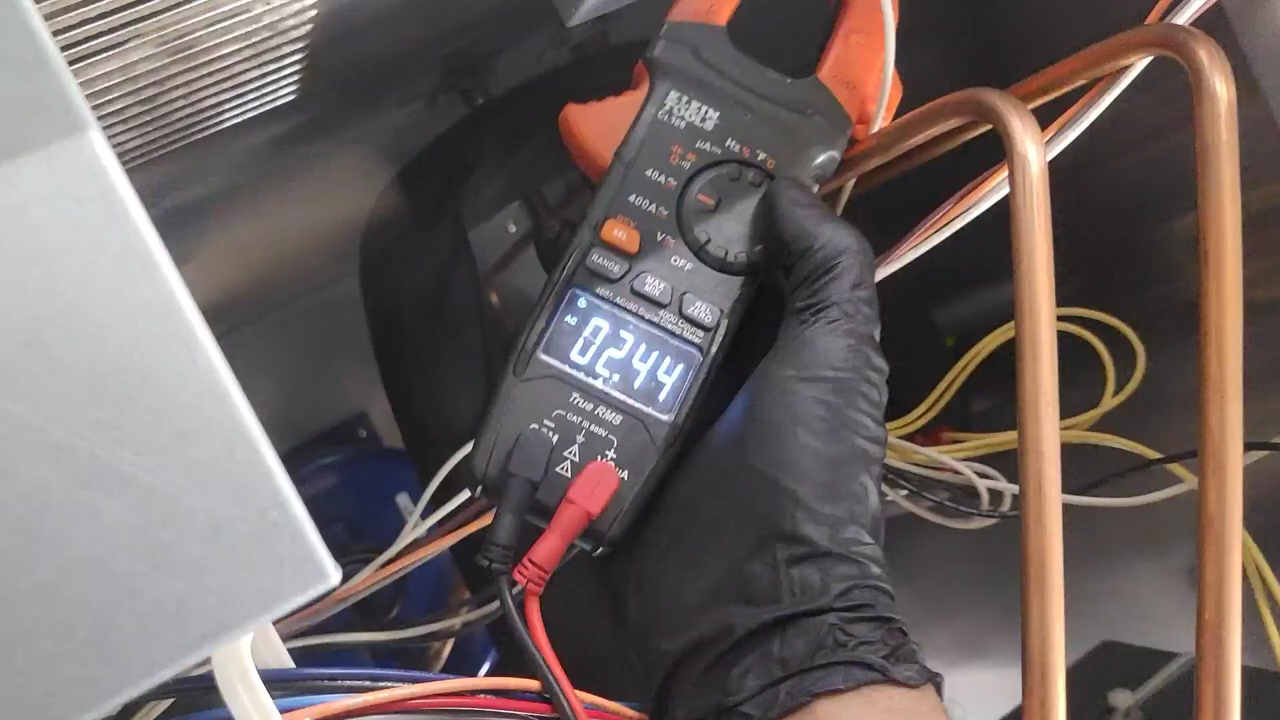 KLEIN
TOOLS
µA Hz % °F°C
40A
400A
V
OFF
SEL
RANGE
MAX
MIN
REL
ZERO
400A AC/DC Digital Clamp Meter
4000 Counts
AC
02.44
True RMS
CAT III 600V